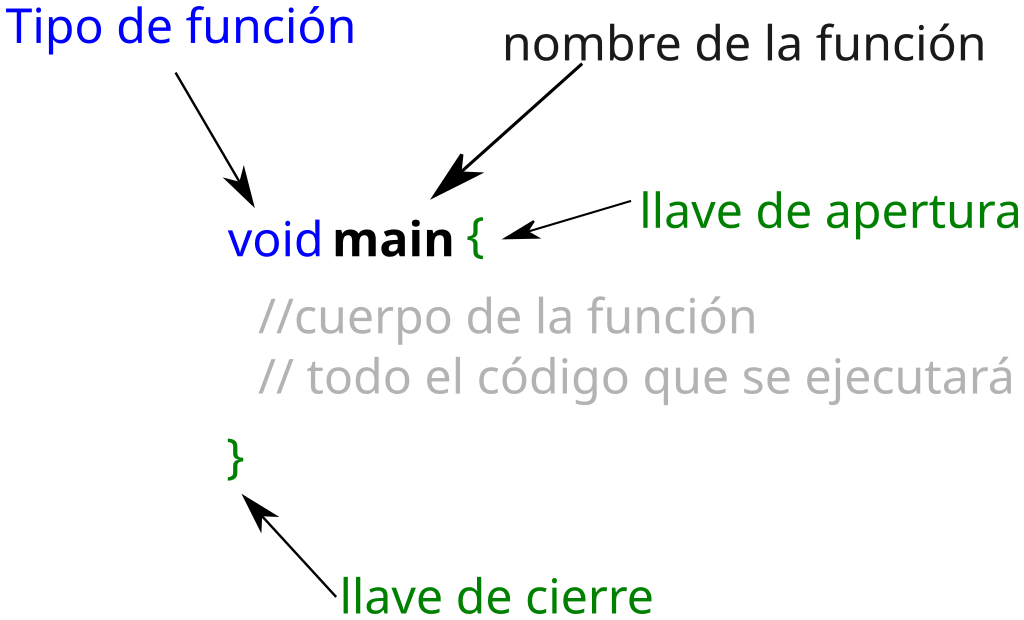 Tipo de función
nombre de la función
llave de apertura
void main {
//cuerpo de la función
// todo el código que se ejecutará
}
llave de cierre